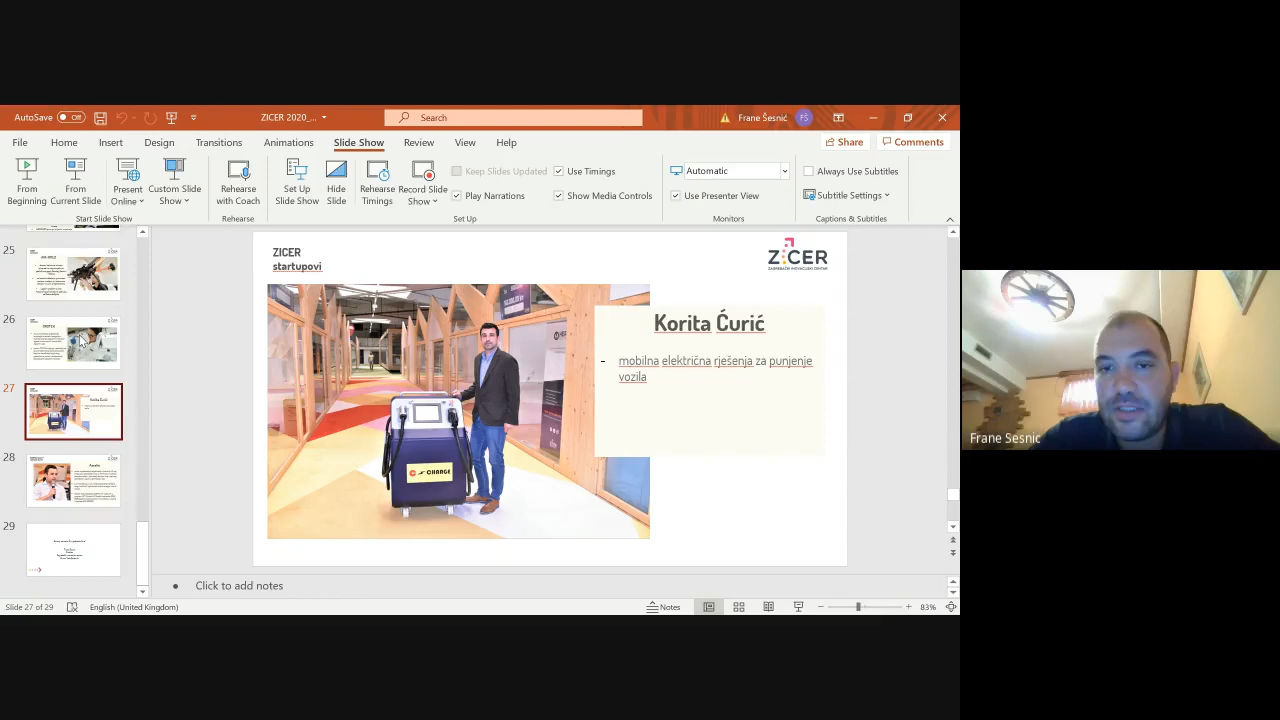 AutoSave Off
ZICER 2020_...
Search
Frane Šesnić FŠ
File Home Insert Design Transitions Animations Slide Show Review View Help
Share Comments
From Beginning
From Current Slide
Present Online
Custom Slide Show
Start Slide Show
Rehearse with Coach
Rehearse
Set Up Slide Show
Hide Slide
Rehearse Timings
Record Slide Show
Keep Slides Updated
Play Narrations
Use Timings
Show Media Controls
Set Up
Automatic
Use Presenter View
Monitors
Always Use Subtitles
Subtitle Settings
Captions & Subtitles
25
26
27
28
29
ZICER
startupovi
ZICER
ZAGREBAČKI INOVACIJSKI CENTAR
Korita Ćurić
- mobilna električna rješenja za punjenje
vozila
CHARGE
Click to add notes
Slide 27 of 29
English (United Kingdom)
Notes
83%
Frane Sesnic